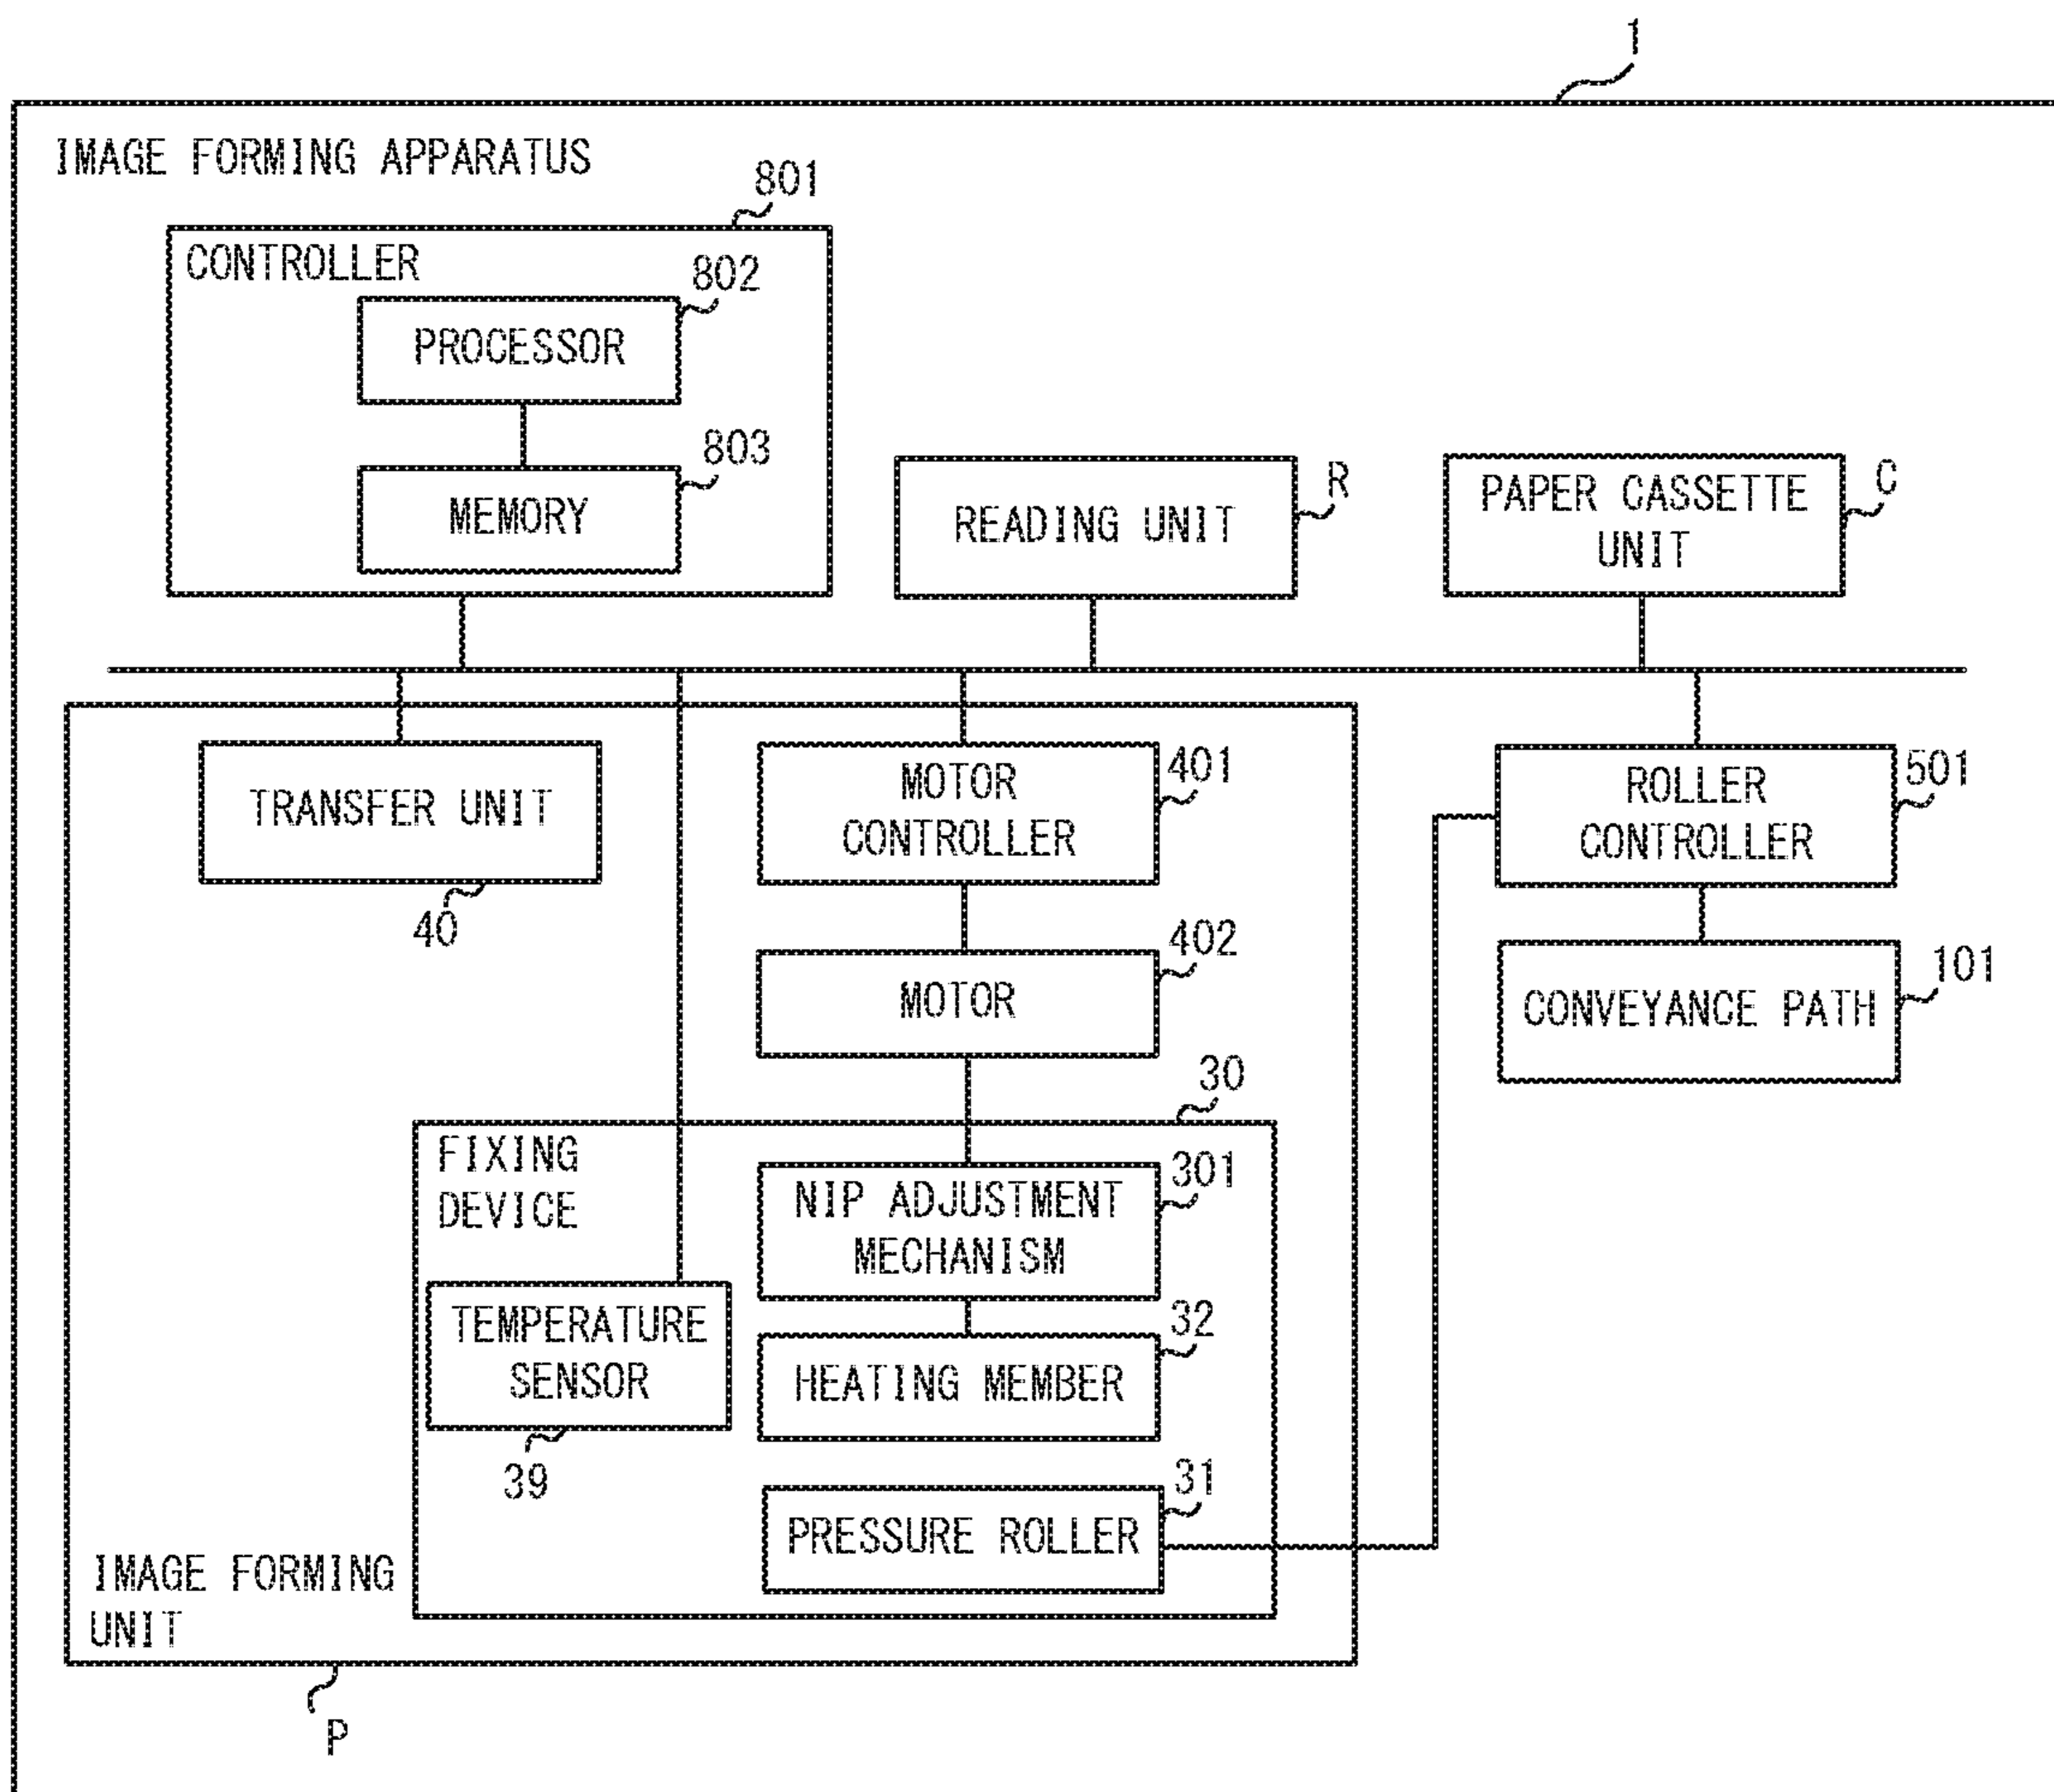 1
IMAGE FORMING APPARATUS
801
CONTROLLER
802
PROCESSOR
803
MEMORY
READING UNIT
R
PAPER CASSETTE
UNIT
C
TRANSFER UNIT
40
MOTOR
CONTROLLER
401
ROLLER
CONTROLLER
501
MOTOR
402
CONVEYANCE PATH
101
30
FIXING
DEVICE
NIP ADJUSTMENT
MECHANISM
301
TEMPERATURE
SENSOR
39
HEATING MEMBER
32
PRESSURE ROLLER
31
IMAGE FORMING
UNIT
P